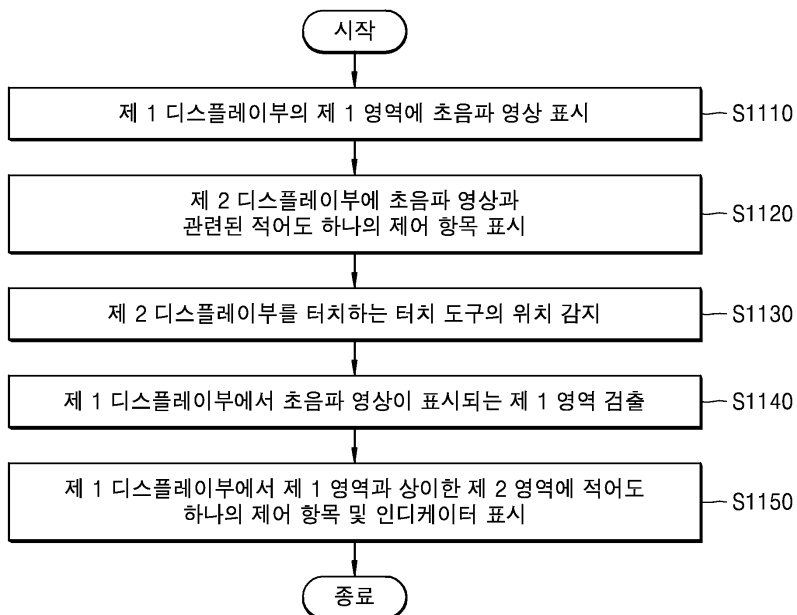 시작
제 1 디스플레이부의 제 1 영역에 초음파 영상 표시
S1110
제 2 디스플레이부에 초음파 영상과
관련된 적어도 하나의 제어 항목 표시
S1120
제 2 디스플레이부를 터치하는 터치 도구의 위치 감지
S1130
제 1 디스플레이부에서 초음파 영상이 표시되는 제 1 영역 검출
S1140
제 1 디스플레이부에서 제 1 영역과 상이한 제 2 영역에 적어도
하나의 제어 항목 및 인디케이터 표시
S1150
종료